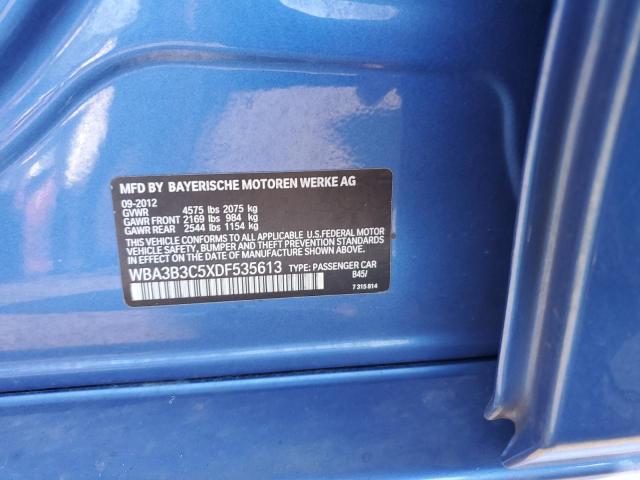 MFD BY BAYERISCHE MOTOREN WERKE AG
09-2012
GVWR 4575 lbs 2075 kg
GAWR FRONT 2169 lbs 984 kg
GAWR REAR 2544 lbs 1154 kg
THIS VEHICLE CONFORMS TO ALL APPLICABLE U.S.FEDERAL MOTOR
VEHICLE SAFETY, BUMPER AND THEFT PREVENTION STANDARDS
IN EFFECT ON THE DATE OF MANUFACTURE SHOWN ABOVE.
WBA3B3C5XDF535613 TYPE: PASSENGER CAR
B45/
7 315 814